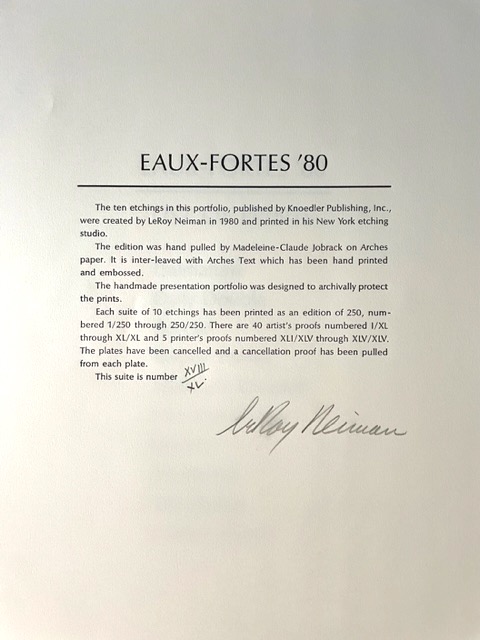 EAUX-FORTES '80
The ten etchings in this portfolio, published by Knoedler Publishing, Inc.,
were created by LeRoy Neiman in 1980 and printed in his New York etching
studio.
The edition was hand pulled by Madeleine-Claude Jobrack on Arches
paper. It is inter-leaved with Arches Text which has been hand printed
and embossed.
The handmade presentation portfolio was designed to archivally protect
the prints.
Each suite of 10 etchings has been printed as an edition of 250, num-
bered 1/250 through 250/250. There are 40 artist's proofs numbered I/XL
through XL/XL and 5 printer's proofs numbered XLI/XLV through XLV/XLV.
The plates have been cancelled and a cancellation proof has been pulled
from each plate.
This suite is number XVIII/XL.
LeRoy Neiman